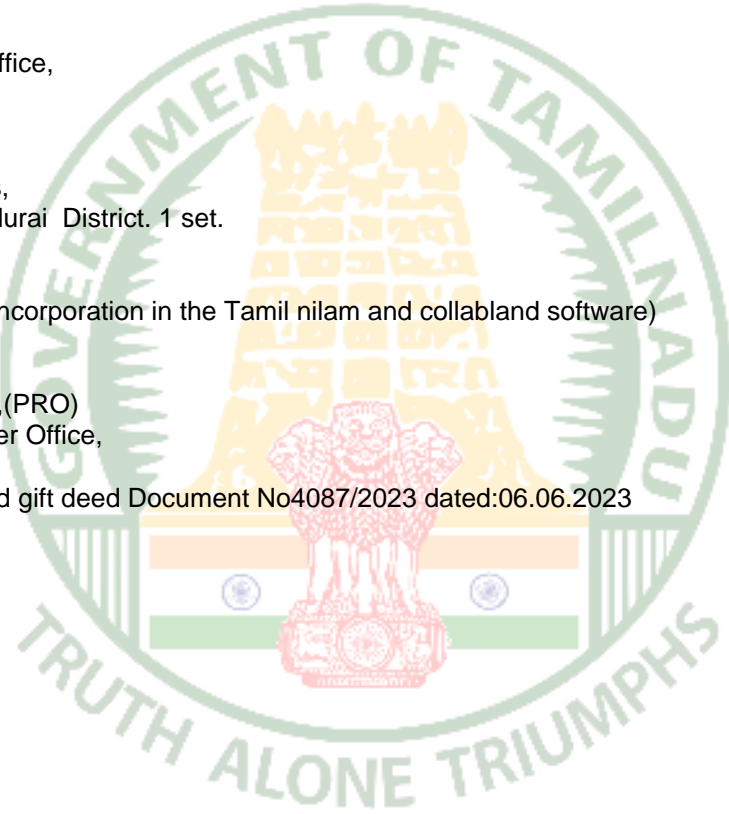 ffice,
,
durai District. 1 set.
ncorporation in the Tamil nilam and collabland software)
,(PRO)
er Office,
d gift deed Document No4087/2023 dated:06.06.2023
GOVERNMENT OF TAMILNADU
TRUTH ALONE TRIUMPHS